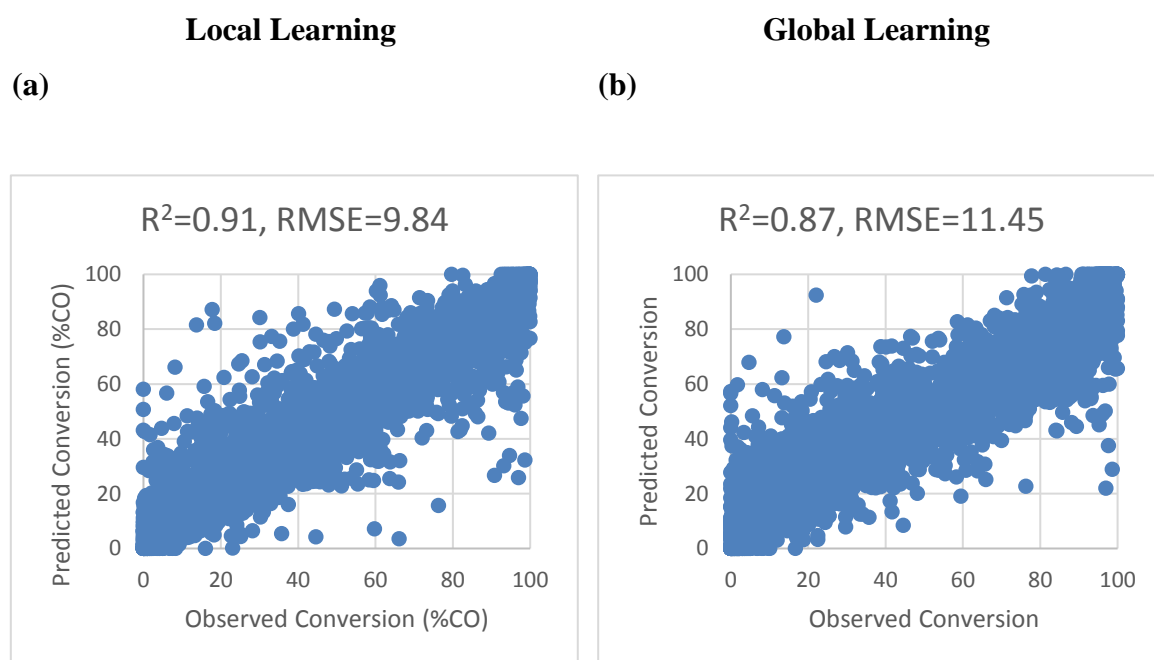 Local Learning
Global Learning
(a)
(b)
R²=0.91, RMSE=9.84
100
80
60
40
20
0
Predicted Conversion (%CO)
0 20 40 60 80 100
Observed Conversion (%CO)
R²=0.87, RMSE=11.45
100
80
60
40
20
0
Predicted Conversion
0 20 40 60 80 100
Observed Conversion